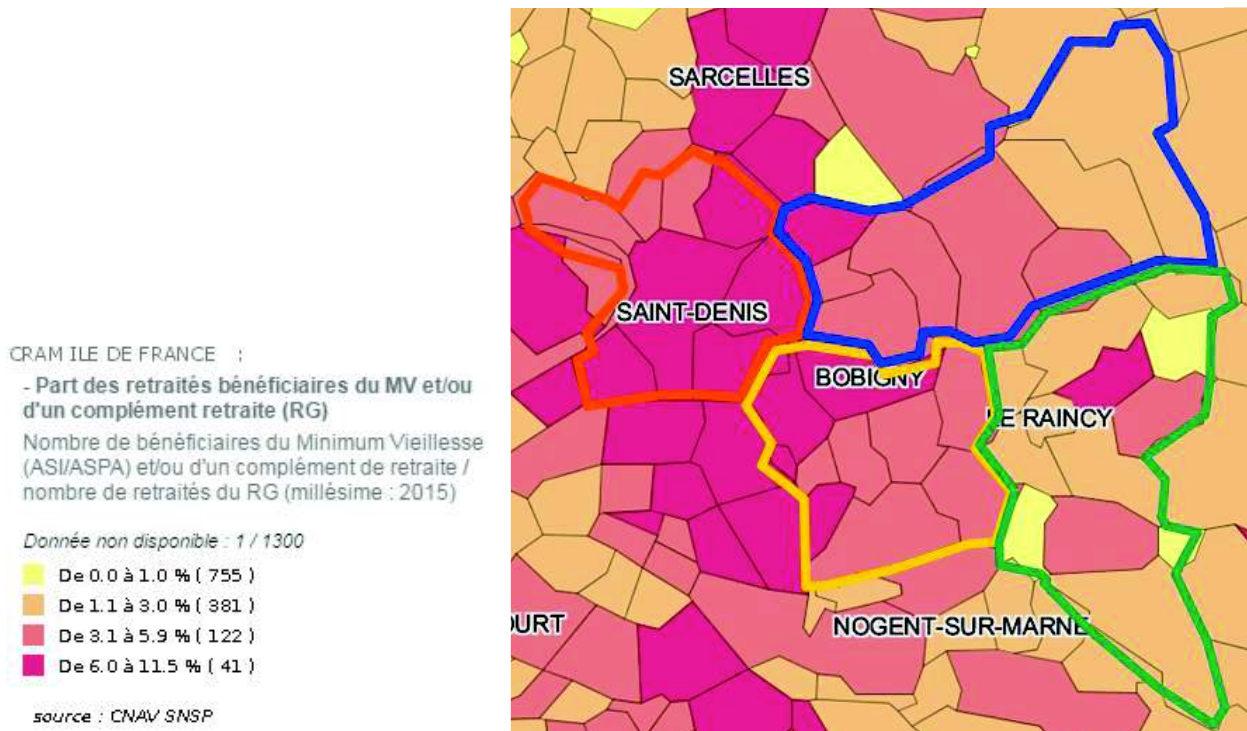 CRAM ILE DE FRANCE :
- Part des retraités bénéficiaires du MV et/ou
d'un complément retraite (RG)
Nombre de bénéficiaires du Minimum Vieillesse
(ASI/ASPA) et/ou d'un complément de retraite /
nombre de retraités du RG (millésime : 2015)
Donnée non disponible : 1 / 1300
De 0.0 à 1.0 % ( 755 )
De 1.1 à 3.0 % ( 381 )
De 3.1 à 5.9 % ( 122 )
De 6.0 à 11.5 % ( 41 )
source : CNAV SNSP
SARCELLES
SAINT-DENIS
BOBIGNY
LE RAINCY
OURT
NOGENT-SUR-MARNE